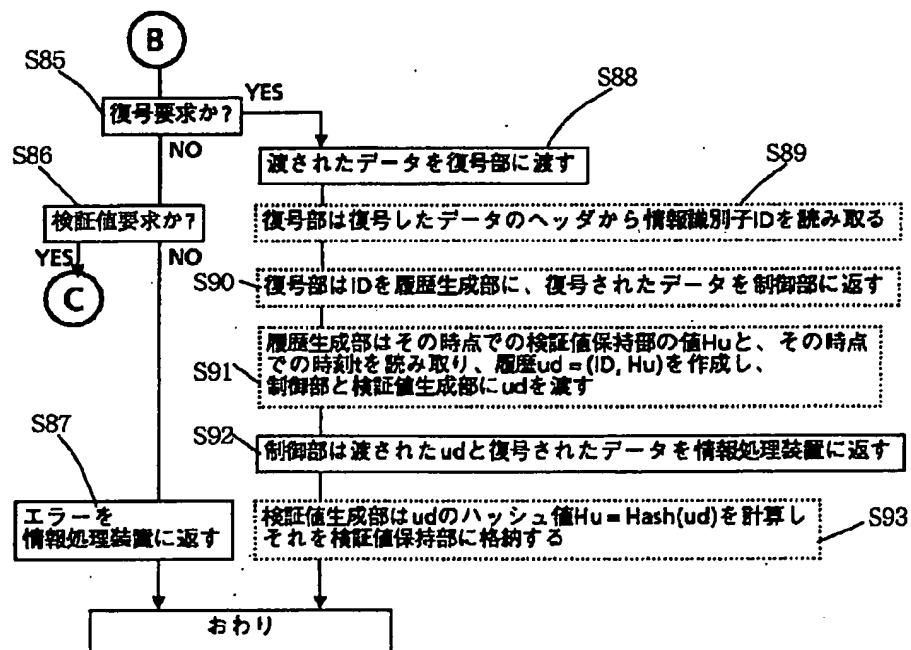 B
S85
復号要求か?
YES
S88
S86
NO
渡されたデータを復号部に渡す
S89
検証値要求か?
復号部は復号したデータのヘッダから情報識別子IDを読み取る
YES
NO
C
S90
復号部はIDを履歴生成部に、復号されたデータを制御部に返す
S91
履歴生成部はその時点での検証値保持部の値Huと、その時点
での時刻tを読み取り、履歴ud=(ID, Hu)を作成し、
制御部と検証値生成部にudを渡す
S87
S92
制御部は渡されたudと復号されたデータを情報処理装置に返す
エラーを
情報処理装置に返す
検証値生成部はudのハッシュ値Hu=Hash(ud)を計算し
それを検証値保持部に格納する
S93
おわり